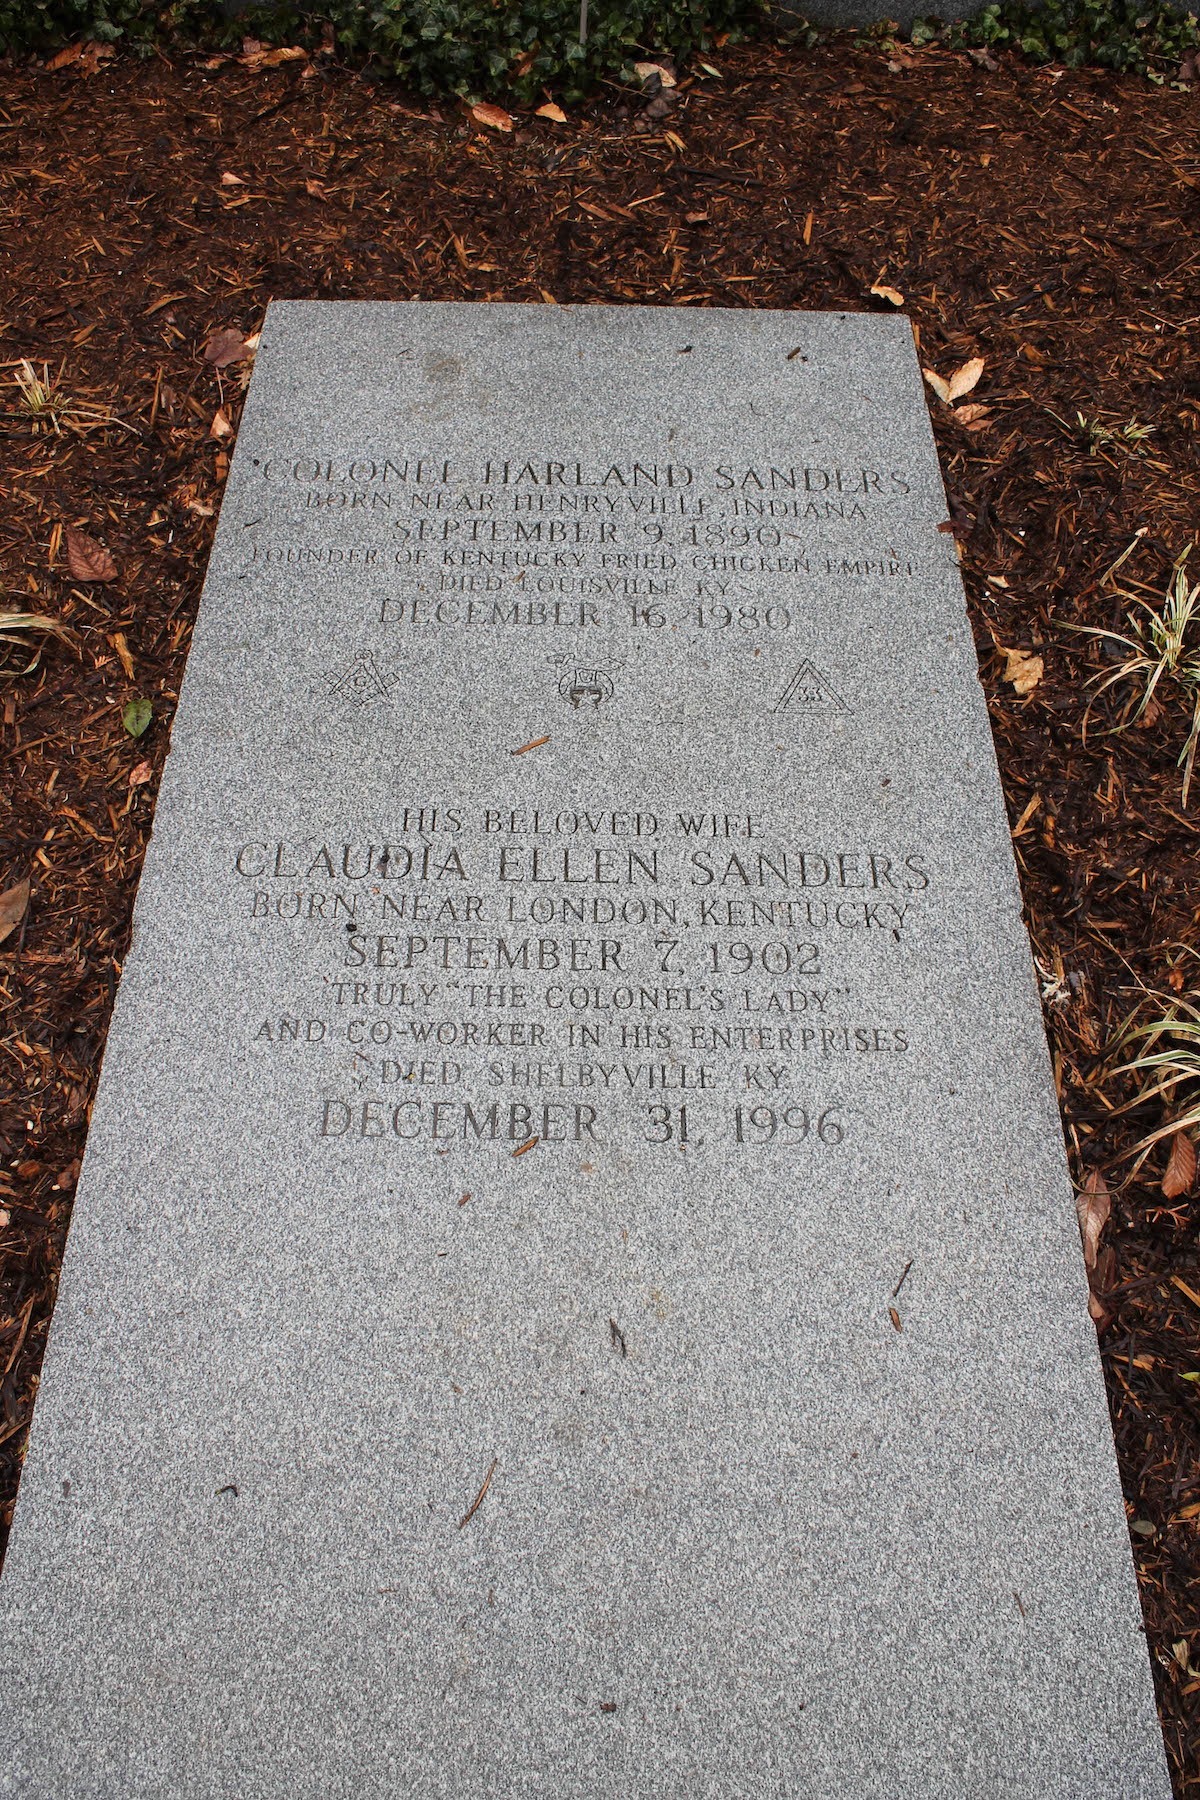 COLONEL HARLAND SANDERS
BORN NEAR HENRYVILLE, INDIANA
SEPTEMBER 9, 1890
FOUNDER OF KENTUCKY FRIED CHICKEN EMPIRE
DIED LOUISVILLE KY.
DECEMBER 16, 1980
G 33
HIS BELOVED WIFE
CLAUDIA ELLEN SANDERS
BORN NEAR LONDON, KENTUCKY
SEPTEMBER 7, 1902
TRULY "THE COLONEL'S LADY"
AND CO-WORKER IN HIS ENTERPRISES
DIED SHELBYVILLE KY.
DECEMBER 31, 1996